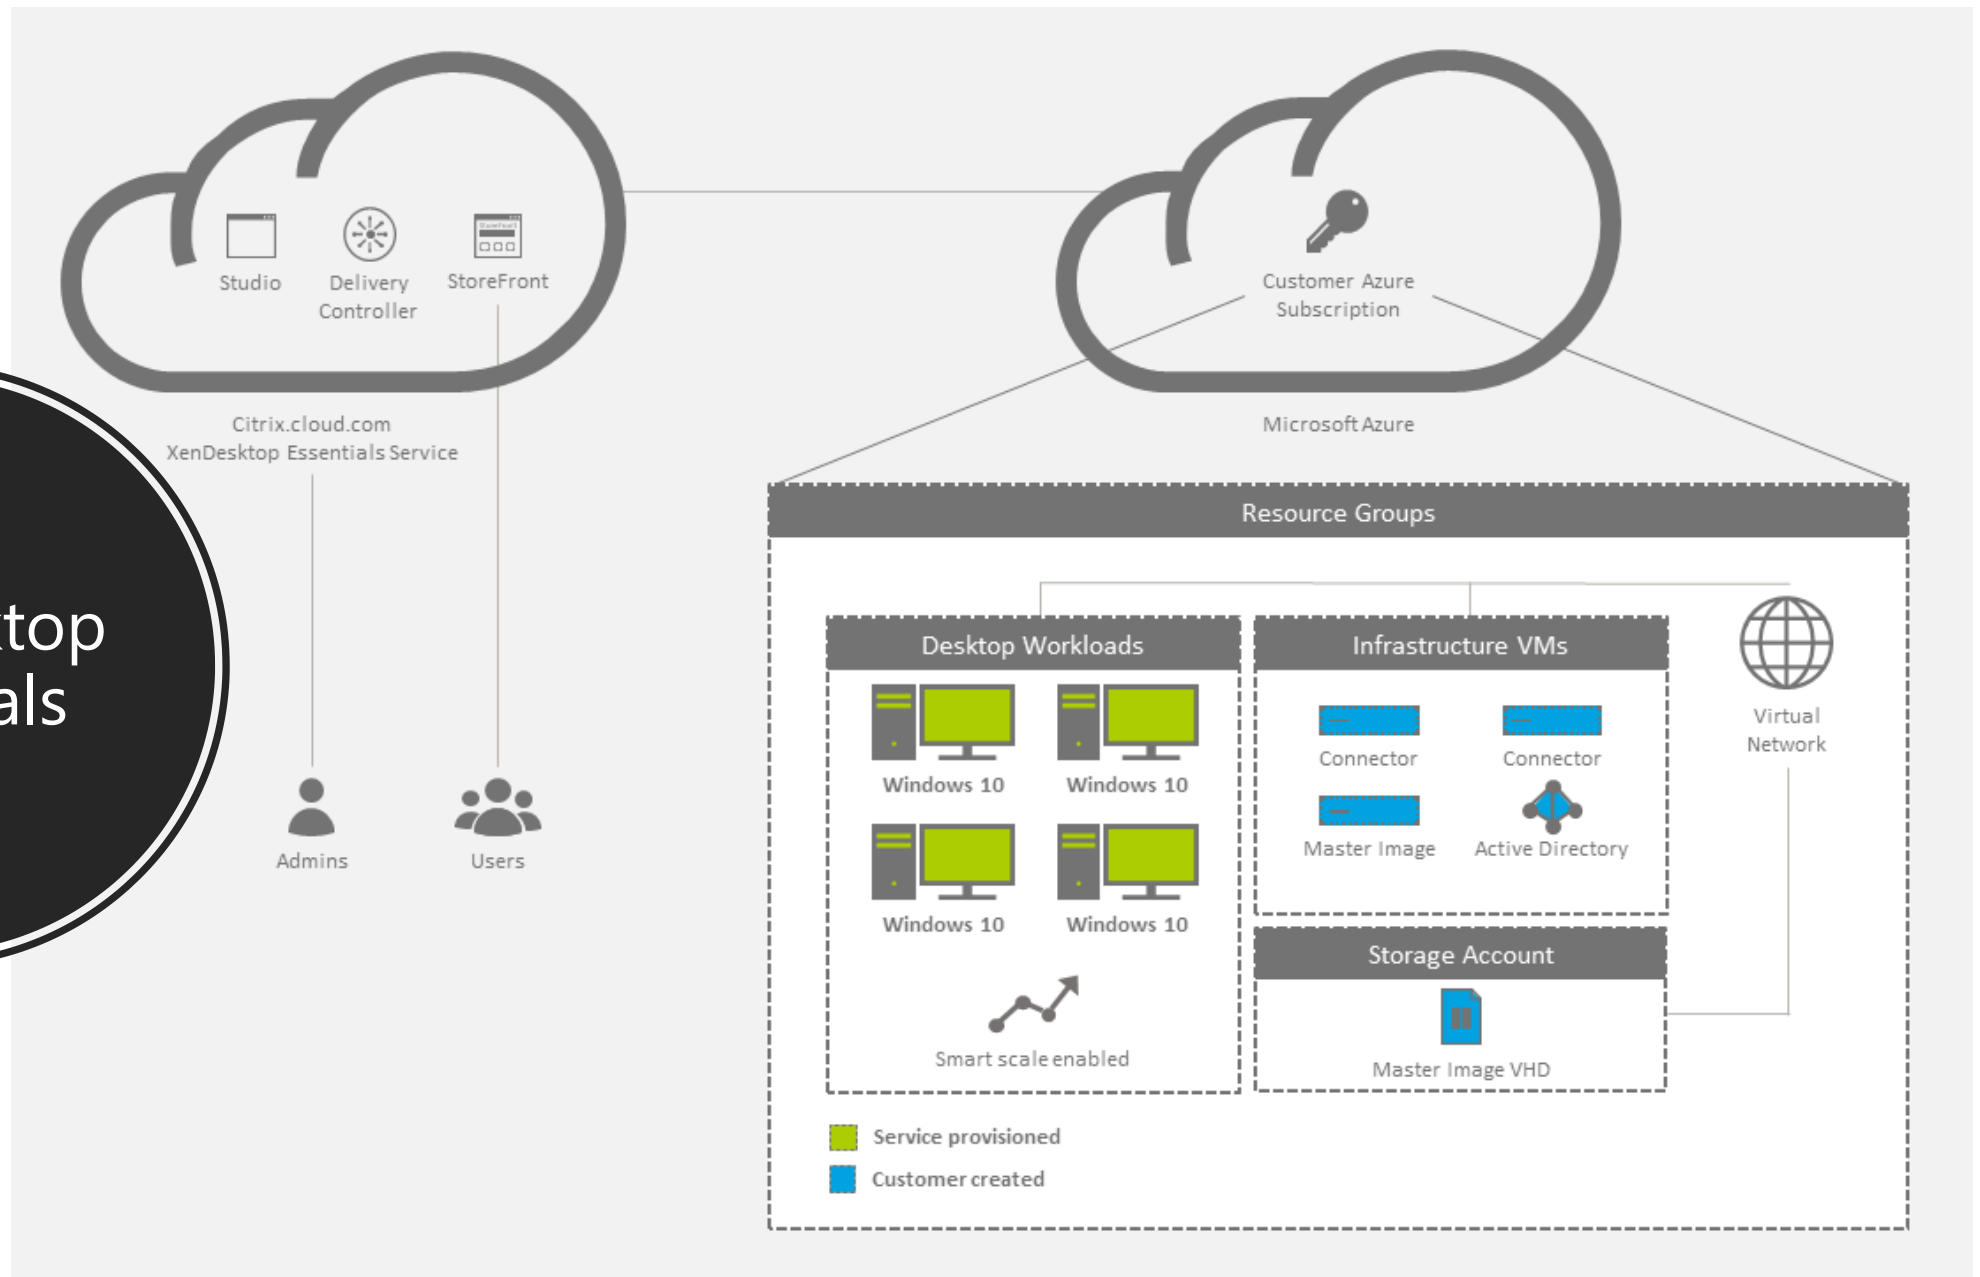 Studio
Delivery
Controller
StoreFront
StoreFront
Citrix.cloud.com
XenDesktop Essentials Service
Admins
Users
Customer Azure
Subscription
Microsoft Azure
Resource Groups
Desktop Workloads
Windows 10
Windows 10
Windows 10
Windows 10
Smart scale enabled
Infrastructure VMs
Connector
Connector
Master Image
Active Directory
Storage Account
Master Image VHD
Virtual
Network
Service provisioned
Customer created
top
als